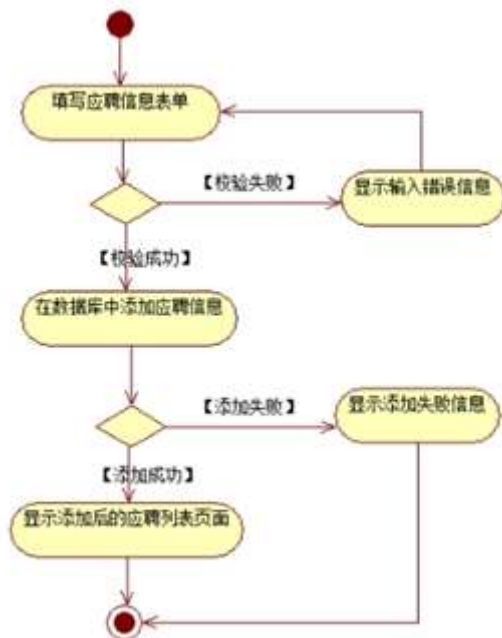 填写应聘信息表单
【校验失败】
显示输入错误信息
【校验成功】
在数据库中添加应聘信息
【添加失败】
显示添加失败信息
【添加成功】
显示添加后的应聘列表页面